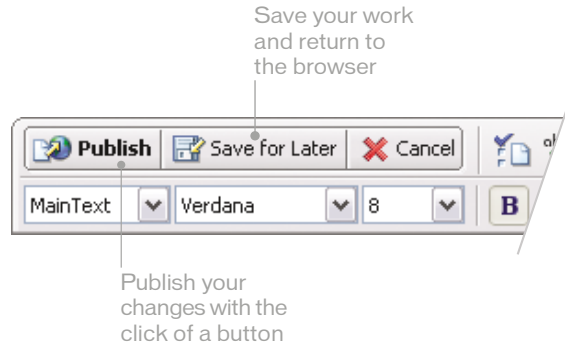 Save your work
and return to
the browser
Publish Save for Later Cancel
MainText Verdana 8 B
Publish your
changes with the
click of a button